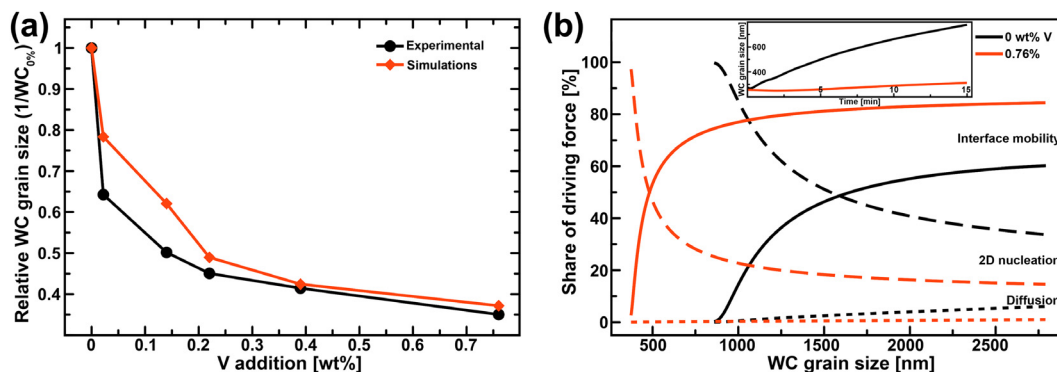 (a)
Relative WC grain size (1/WC0%)
1
0.9
0.8
0.7
0.6
0.5
0.4
0
0.1
0.2
0.3
0.4
0.5
0.6
0.7
V addition [wt%]
Experimental
Simulations
(b)
Share of driving force [%]
100
80
60
40
20
0
500
1000
1500
2000
2500
WC grain size [nm]
WC grain size [nm]
600
400
5
10
15
Time [min]
0 wt% V
0.76%
Interface mobility
2D nucleation
Diffusion